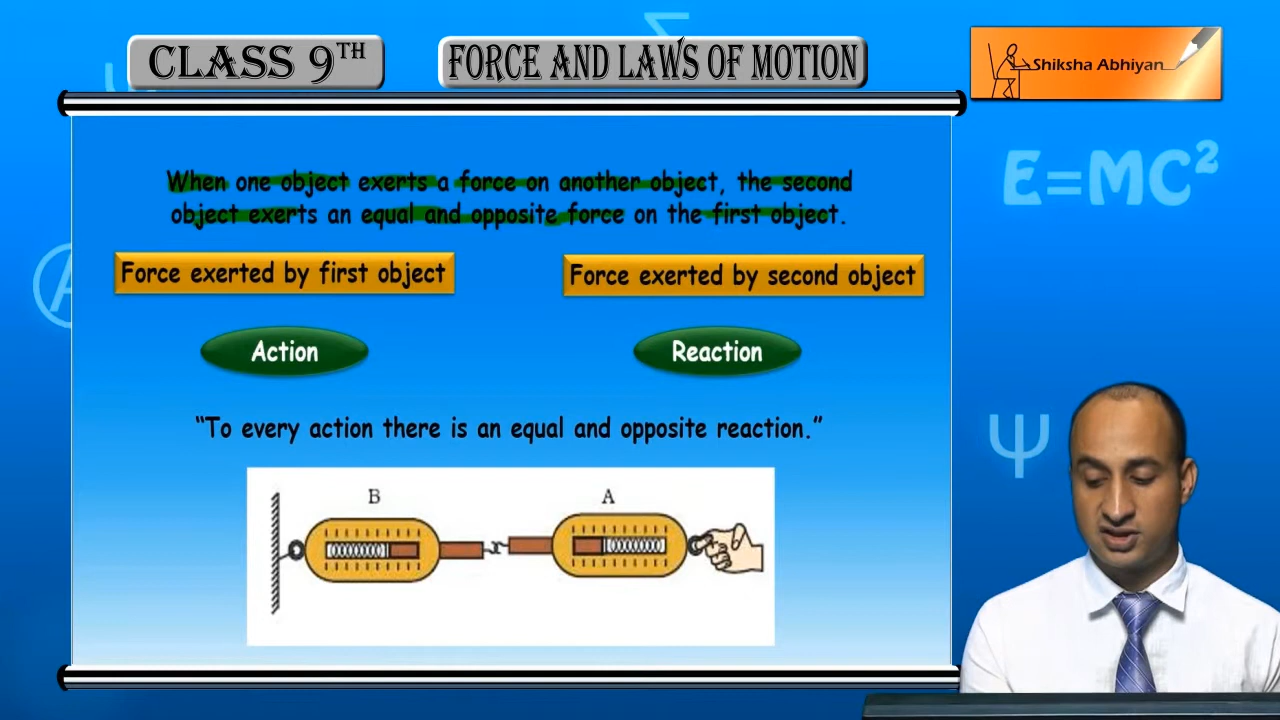 CLASS 9TH
FORCE AND LAWS OF MOTION
Shiksha Abhiyan
E=MC²
When one object exerts a force on another object, the second
object exerts an equal and opposite force on the first object.
Force exerted by first object
Force exerted by second object
Action
Reaction
"To every action there is an equal and opposite reaction."
B
A
Ψ